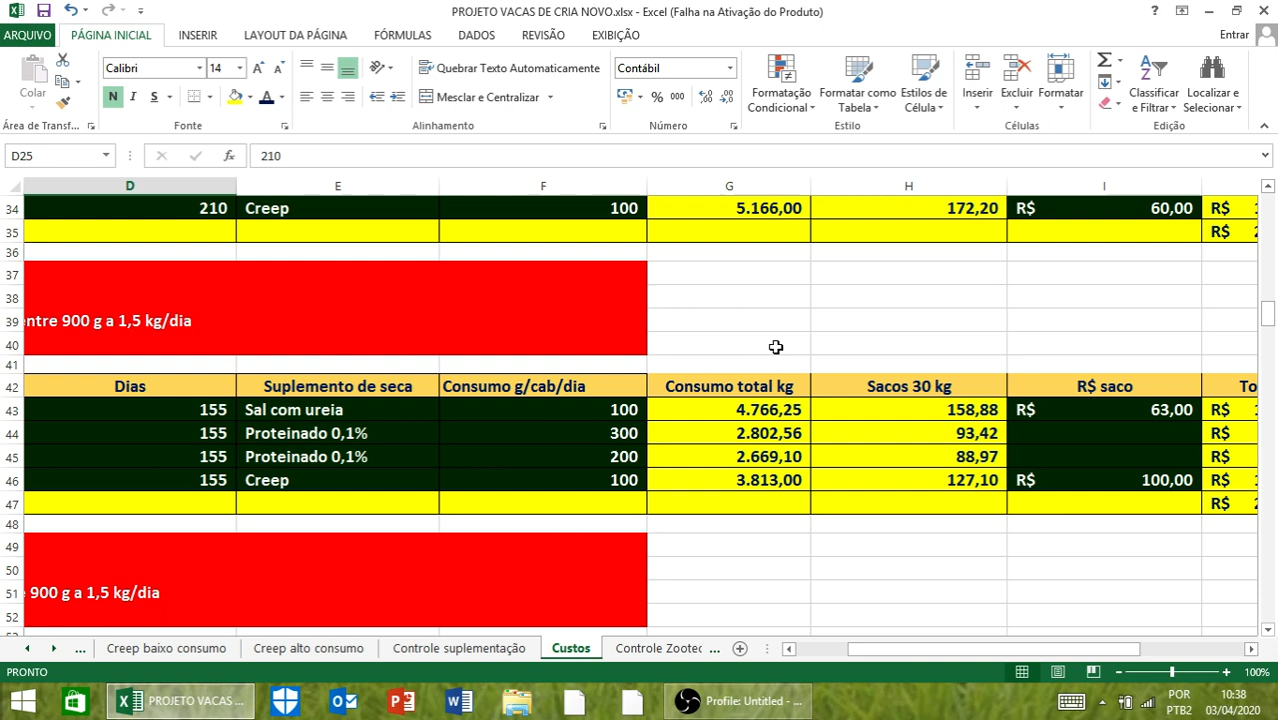 PROJETO VACAS DE CRIA NOVO.xlsx - Excel (Falha na Ativação do Produto)
ARQUIVO PÁGINA INICIAL INSERIR LAYOUT DA PÁGINA FÓRMULAS DADOS REVISÃO EXIBIÇÃO Entrar
Colar Calibri 14 Quebrar Texto Automaticamente Contábil Formatação Condicional Formatar como Tabela Estilos de Célula Inserir Excluir Formatar Classificar e Filtrar Localizar e Selecionar
N I S Mesclar e Centralizar % 000
Área de Transf... Fonte Alinhamento Número Estilo Células Edição
D25 fx 210
D E F G H I
34 210 Creep 100 5.166,00 172,20 R$ 60,00 R$
35 R$
36
37
38
39 ntre 900 g a 1,5 kg/dia
40
41
42 Dias Suplemento de seca Consumo g/cab/dia Consumo total kg Sacos 30 kg R$ saco To
43 155 Sal com ureia 100 4.766,25 158,88 R$ 63,00 R$
44 155 Proteinado 0,1% 300 2.802,56 93,42 R$
45 155 Proteinado 0,1% 200 2.669,10 88,97 R$
46 155 Creep 100 3.813,00 127,10 R$ 100,00 R$
47 R$
48
49
50
51 900 g a 1,5 kg/dia
52
... Creep baixo consumo Creep alto consumo Controle suplementação Custos Controle Zootec ...
PRONTO 100%
PROJETO VACAS ... Profile: Untitled - ... POR 10:38
PTB2 03/04/2020